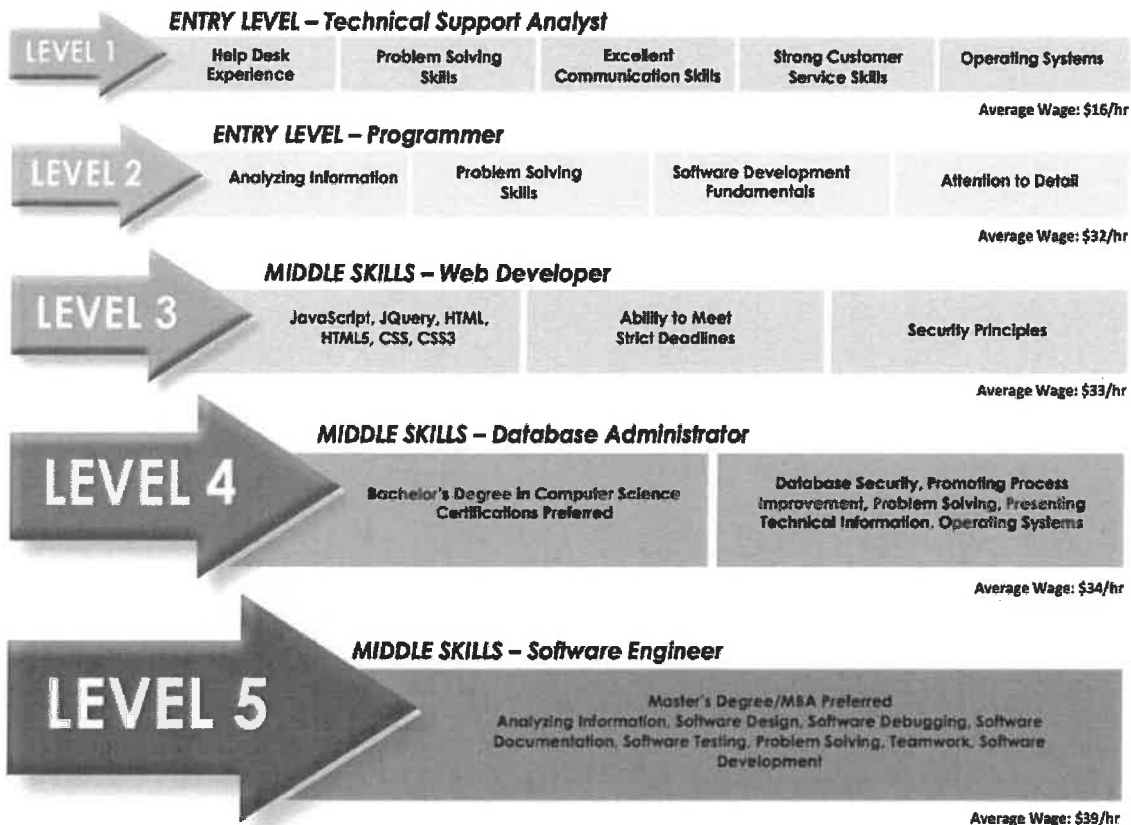 ENTRY LEVEL – Technical Support Analyst
LEVEL 1
Help Desk
Experience
Problem Solving
Skills
Excellent
Communication Skills
Strong Customer
Service Skills
Operating Systems
Average Wage: $16/hr
ENTRY LEVEL – Programmer
LEVEL 2
Analyzing Information
Problem Solving
Skills
Software Development
Fundamentals
Attention to Detail
Average Wage: $32/hr
MIDDLE SKILLS – Web Developer
LEVEL 3
JavaScript, JQuery, HTML,
HTML5, CSS, CSS3
Ability to Meet
Strict Deadlines
Security Principles
Average Wage: $33/hr
MIDDLE SKILLS – Database Administrator
LEVEL 4
Bachelor's Degree in Computer Science
Certifications Preferred
Database Security, Promoting Process
Improvement, Problem Solving, Presenting
Technical Information, Operating Systems
Average Wage: $34/hr
MIDDLE SKILLS – Software Engineer
LEVEL 5
Master's Degree/MBA Preferred
Analyzing Information, Software Design, Software Debugging, Software
Documentation, Software Testing, Problem Solving, Teamwork, Software
Development
Average Wage: $39/hr